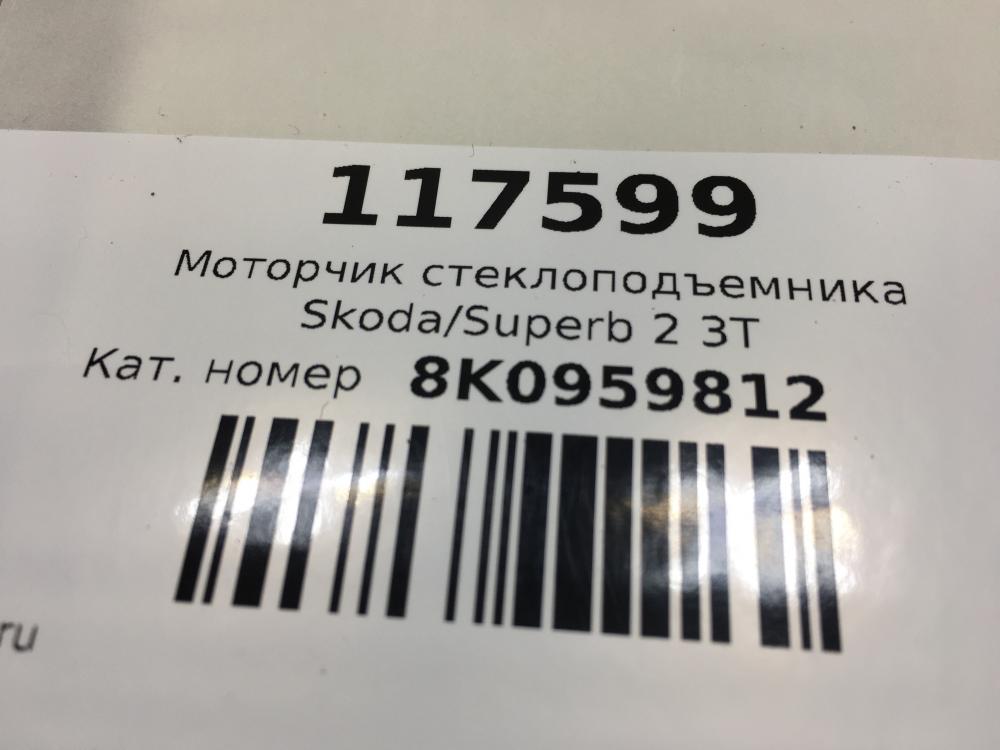 117599
Моторчик стеклоподъемника
Skoda/Superb 2 3T
Кат. номер 8K0959812
ru